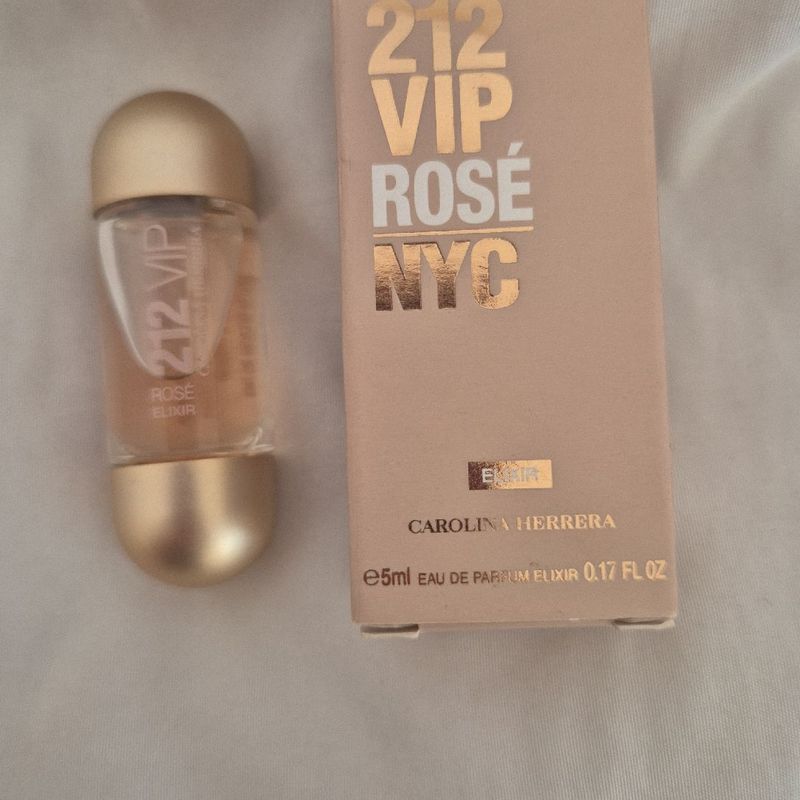 212 VIP
ROSÉ
ELIXIR
212
VIP
ROSÉ
NYC
ELIXIR
CAROLINA HERRERA
℮5ml EAU DE PARFUM ELIXIR 0.17 FL OZ